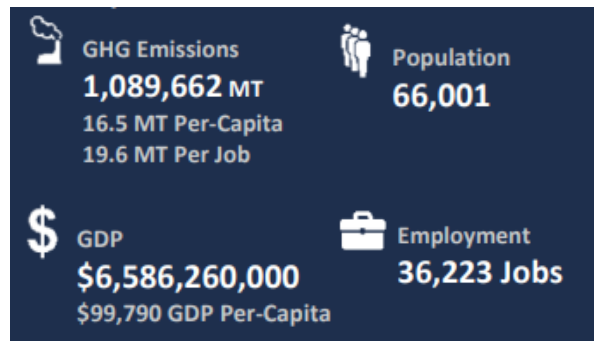 GHG Emissions
1,089,662 MT
16.5 MT Per-Capita
19.6 MT Per Job
Population
66,001
$
GDP
$6,586,260,000
$99,790 GDP Per-Capita
Employment
36,223 Jobs